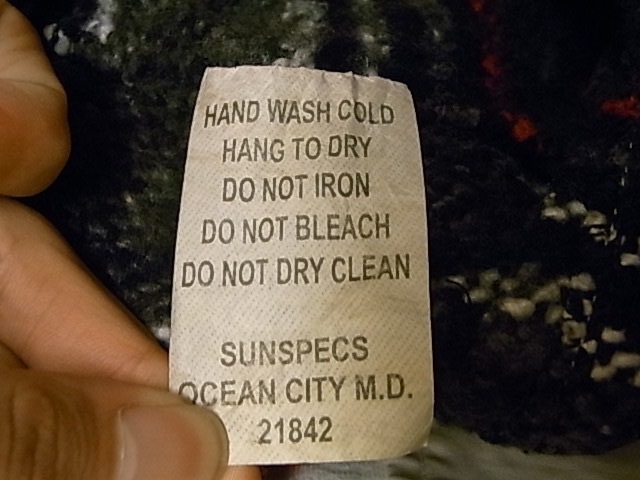 HAND WASH COLD
HANG TO DRY
DO NOT IRON
DO NOT BLEACH
DO NOT DRY CLEAN
SUNSPECS
OCEAN CITY M.D.
21842